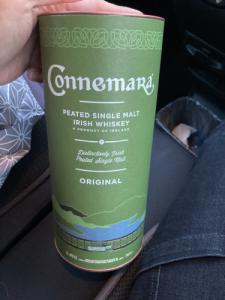 Connemara
PEATED SINGLE MALT
IRISH WHISKEY
A PRODUCT OF IRELAND
Distinctively Irish
Peated Single Malt
ORIGINAL